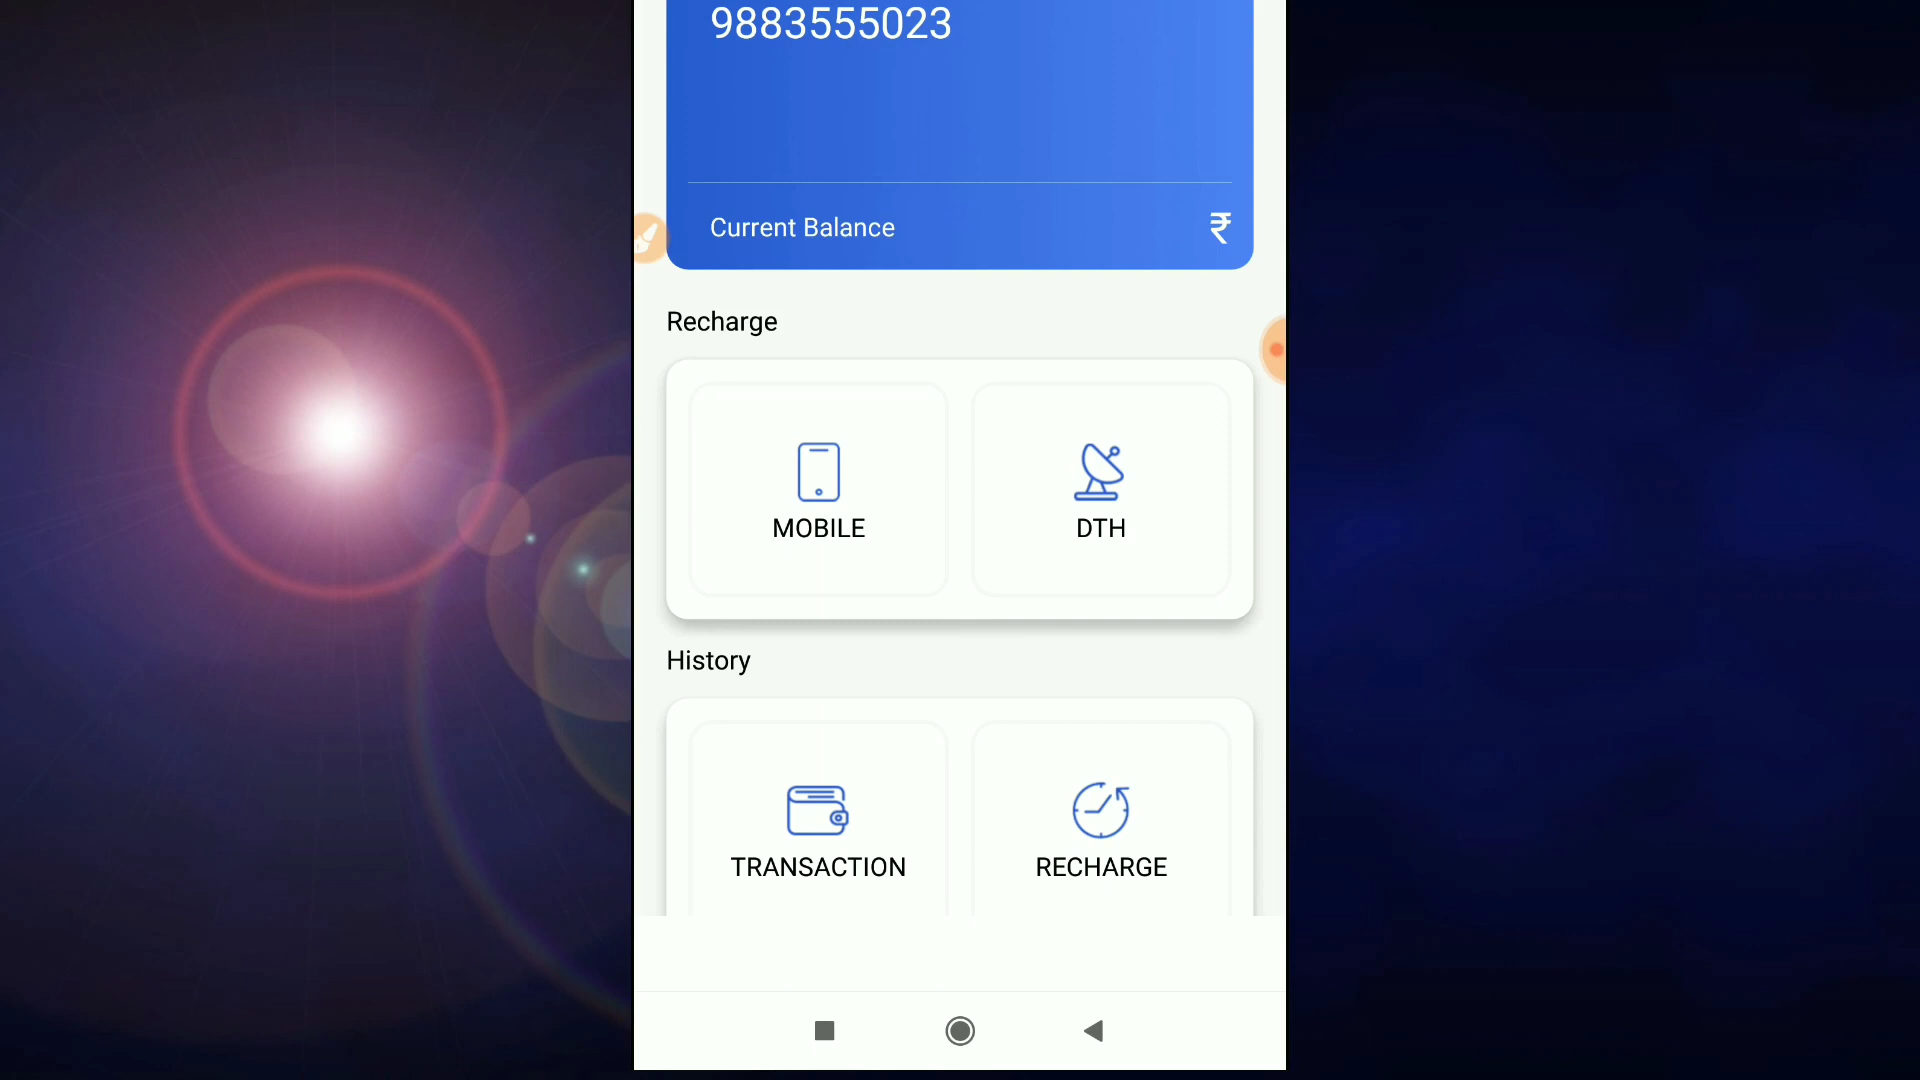 9883555023
Current Balance ₹
Recharge
MOBILE DTH
History
TRANSACTION RECHARGE